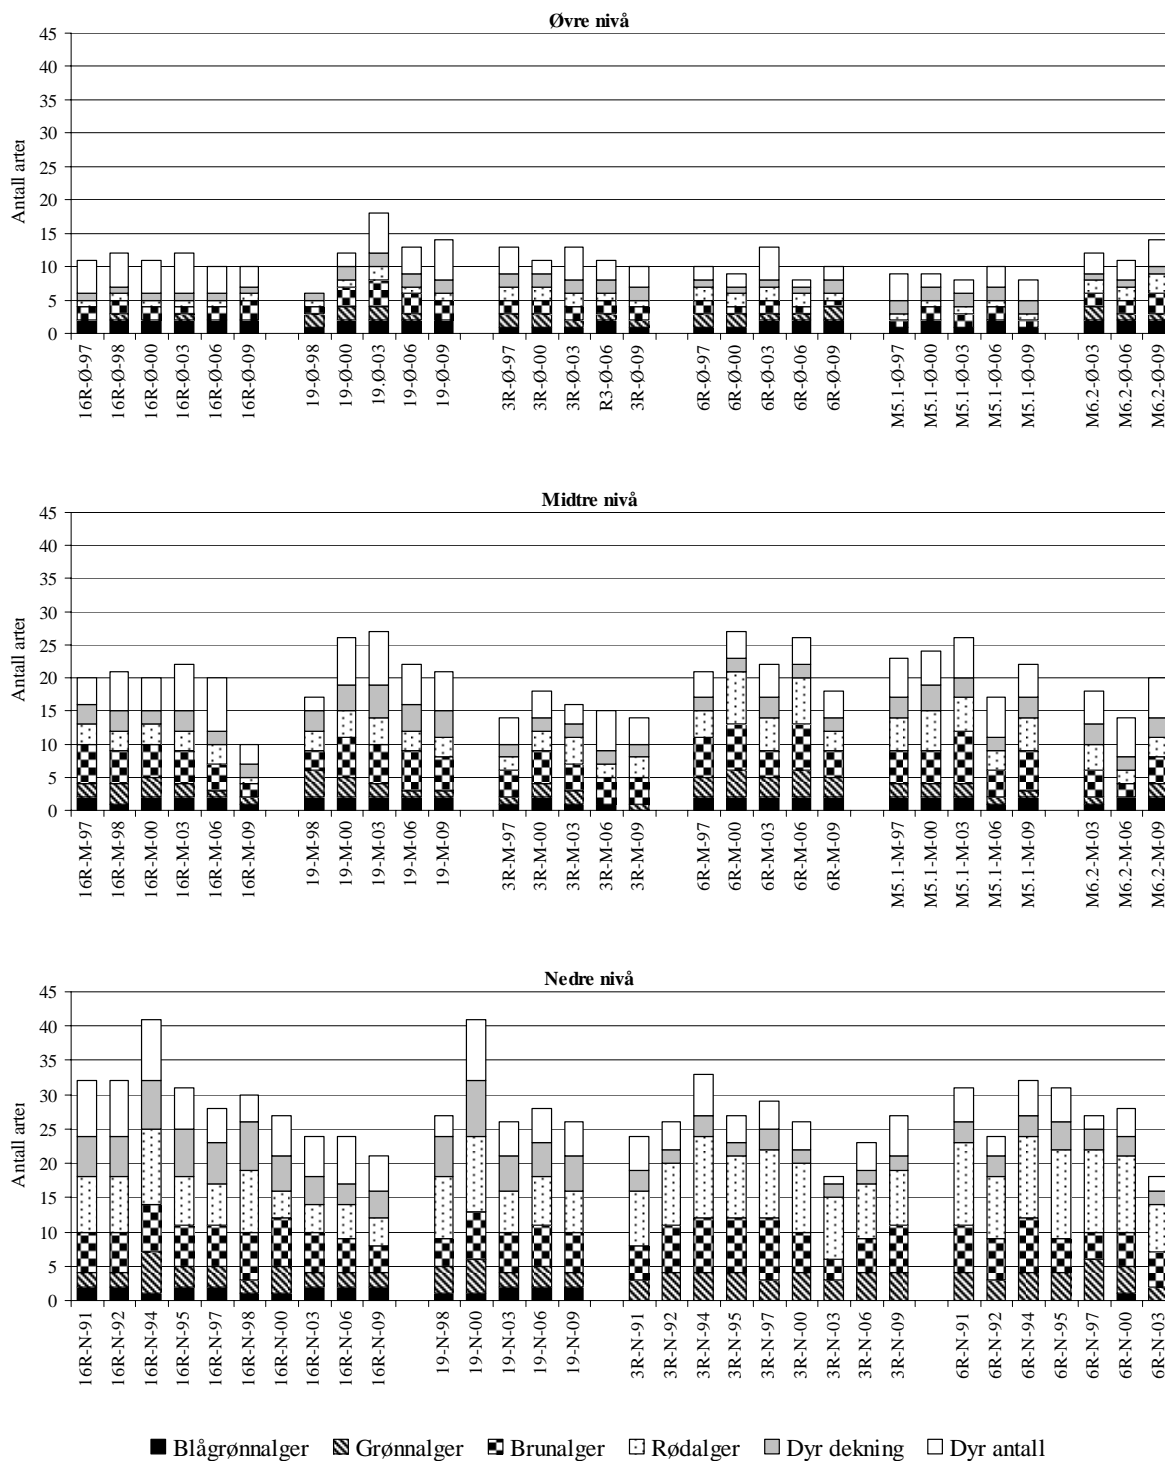 Øvre nivå
45
40
35
30
25
20
15
10
5
0
Antall arter
16R-Ø-97
16R-Ø-98
16R-Ø-00
16R-Ø-03
16R-Ø-06
16R-Ø-09
19-Ø-98
19-Ø-00
19.Ø-03
19-Ø-06
19-Ø-09
3R-Ø-97
3R-Ø-00
3R-Ø-03
R3-Ø-06
3R-Ø-09
6R-Ø-97
6R-Ø-00
6R-Ø-03
6R-Ø-06
6R-Ø-09
M5.1-Ø-97
M5.1-Ø-00
M5.1-Ø-03
M5.1-Ø-06
M5.1-Ø-09
M6.2-Ø-03
M6.2-Ø-06
M6.2-Ø-09
Midtre nivå
45
40
35
30
25
20
15
10
5
0
Antall arter
16R-M-97
16R-M-98
16R-M-00
16R-M-03
16R-M-06
16R-M-09
19-M-98
19-M-00
19-M-03
19-M-06
19-M-09
3R-M-97
3R-M-00
3R-M-03
3R-M-06
3R-M-09
6R-M-97
6R-M-00
6R-M-03
6R-M-06
6R-M-09
M5.1-M-97
M5.1-M-00
M5.1-M-03
M5.1-M-06
M5.1-M-09
M6.2-M-03
M6.2-M-06
M6.2-M-09
Nedre nivå
45
40
35
30
25
20
15
10
5
0
Antall arter
16R-N-91
16R-N-92
16R-N-94
16R-N-95
16R-N-97
16R-N-98
16R-N-00
16R-N-03
16R-N-06
16R-N-09
19-N-98
19-N-00
19-N-03
19-N-06
19-N-09
3R-N-91
3R-N-92
3R-N-94
3R-N-95
3R-N-97
3R-N-00
3R-N-03
3R-N-06
3R-N-09
6R-N-91
6R-N-92
6R-N-94
6R-N-95
6R-N-97
6R-N-00
6R-N-03
Blågrønnalger Grønnalger Brunalger Rødalger Dyr dekning Dyr antall